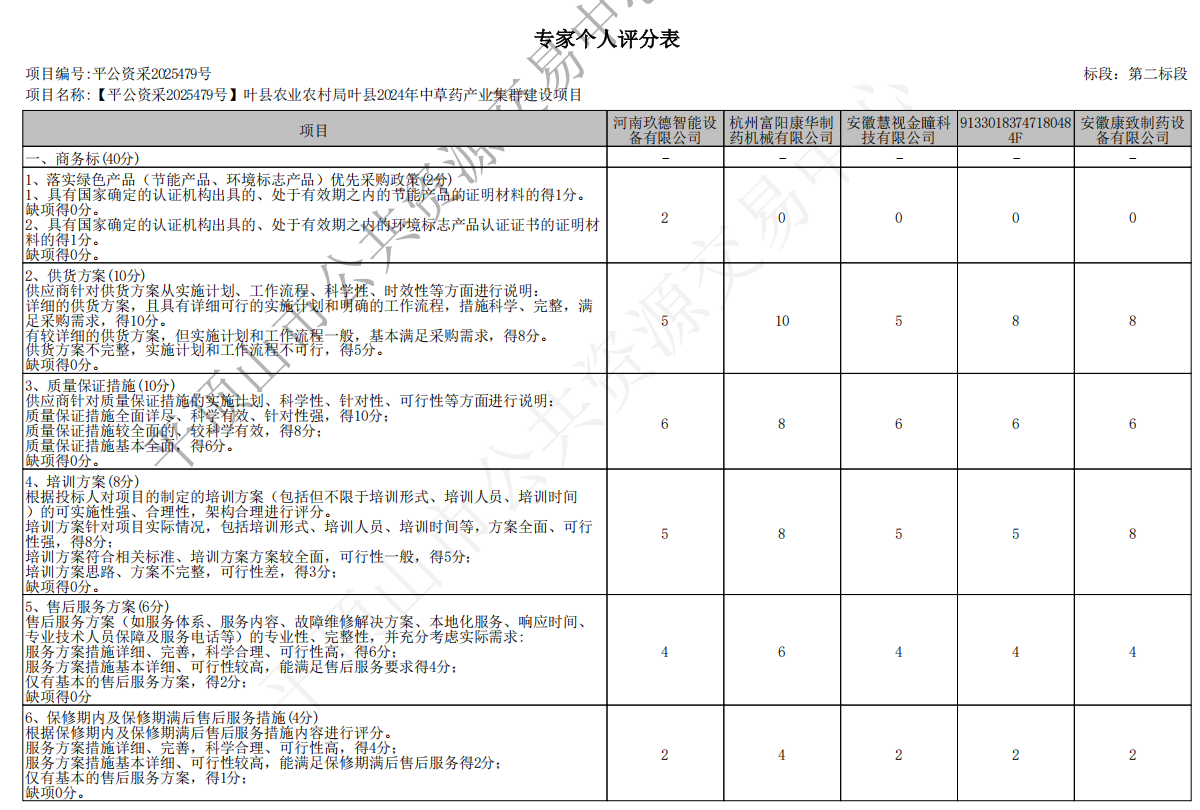 专家个人评分表
项目编号:平公资采2025479号
标段：第二标段
项目名称:【平公资采2025479号】叶县农业农村局叶县2024年中草药产业集群建设项目
项目
河南玖德智能设
备有限公司
杭州富阳康华制
药机械有限公司
安徽慧视金瞳科
技有限公司
9133018374718048
4F
安徽康致制药设
备有限公司
一、商务标(40分)
— — — — —
1、落实绿色产品（节能产品、环境标志产品）优先采购政策(2分)
1、具有国家确定的认证机构出具的、处于有效期之内的节能产品的证明材料的得1分。
缺项得0分。
2、具有国家确定的认证机构出具的、处于有效期之内的环境标志产品认证证书的证明材
料的得1分。
缺项得0分。
2 0 0 0 0
2、供货方案(10分)
供应商针对供货方案从实施计划、工作流程、科学性、时效性等方面进行说明：
详细的供货方案，且具有详细可行的实施计划和明确的工作流程，措施科学、完整，满
足采购需求，得10分。
有较详细的供货方案，但实施计划和工作流程一般，基本满足采购需求，得8分。
供货方案不完整，实施计划和工作流程不可行，得5分。
缺项得0分。
5 10 5 8 8
3、质量保证措施(10分)
供应商针对质量保证措施的实施计划、科学性、针对性、可行性等方面进行说明：
质量保证措施全面详尽、科学有效、针对性强，得10分；
质量保证措施较全面的、较科学有效，得8分；
质量保证措施基本全面，得6分。
缺项得0分。
6 8 6 6 6
4、培训方案(8分)
根据投标人对项目的制定的培训方案（包括但不限于培训形式、培训人员、培训时间
）的可实施性强、合理性，架构合理进行评分。
培训方案针对项目实际情况，包括培训形式、培训人员、培训时间等，方案全面、可行
性强，得8分；
培训方案符合相关标准、培训方案方案较全面，可行性一般，得5分；
培训方案思路、方案不完整，可行性差，得3分；
缺项得0分。
5 8 5 5 8
5、售后服务方案(6分)
售后服务方案（如服务体系、服务内容、故障维修解决方案、本地化服务、响应时间、
专业技术人员保障及服务电话等）的专业性、完整性，并充分考虑实际需求:
服务方案措施详细、完善，科学合理、可行性高，得6分；
服务方案措施基本详细、可行性较高，能满足售后服务要求得4分；
仅有基本的售后服务方案，得2分；
缺项得0分
4 6 4 4 4
6、保修期内及保修期满后售后服务措施(4分)
根据保修期内及保修期满后售后服务措施内容进行评分。
服务方案措施详细、完善，科学合理、可行性高，得4分；
服务方案措施基本详细、可行性较高，能满足保修期满后售后服务得2分；
仅有基本的售后服务方案，得1分；
缺项0分。
2 4 2 2 2
平顶山市公共资源交易中心
平顶山市公共资源交易中心